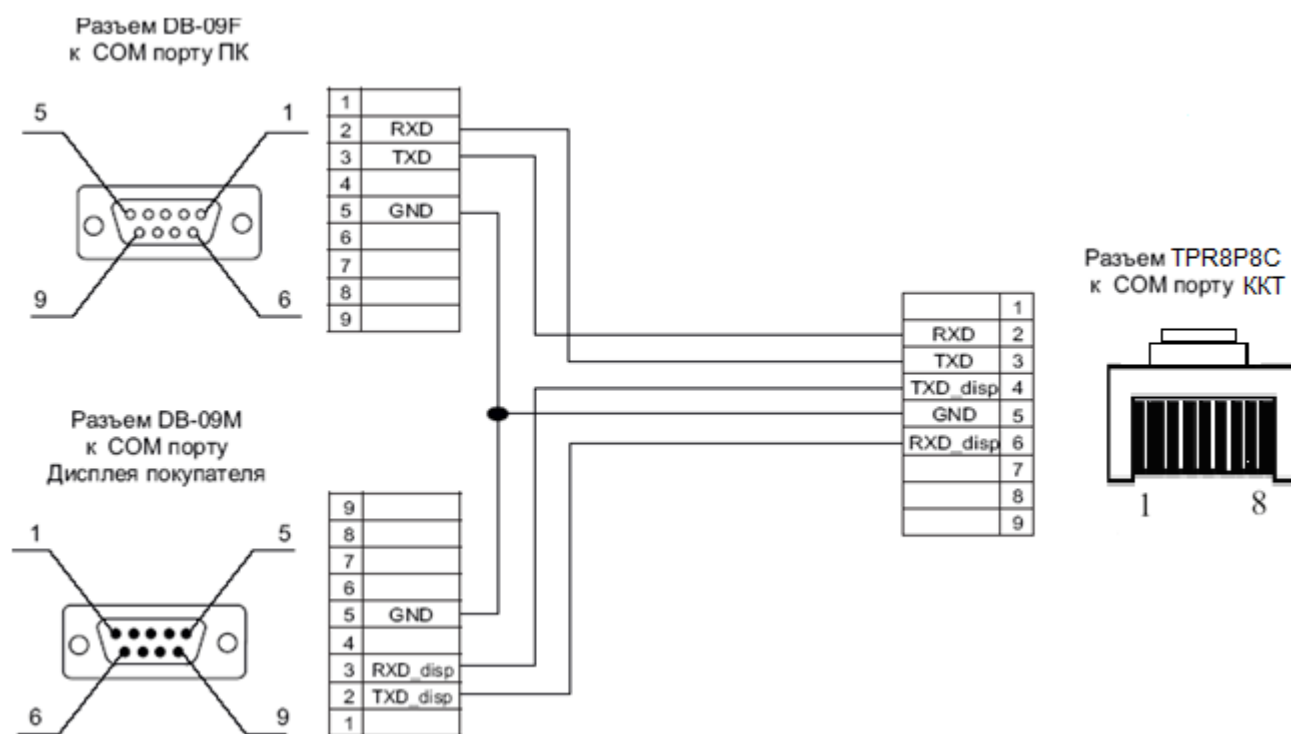 Разъем DB-09F
к COM порту ПК
5
1
9
6
1
2 RXD
3 TXD
4
5 GND
6
7
8
9
Разъем DB-09M
к COM порту
Дисплея покупателя
1
5
6
9
9
8
7
6
5 GND
4
3 RXD_disp
2 TXD_disp
1
1
RXD 2
TXD 3
TXD_disp 4
GND 5
RXD_disp 6
7
8
9
Разъем TPR8P8C
к COM порту ККТ
1
8